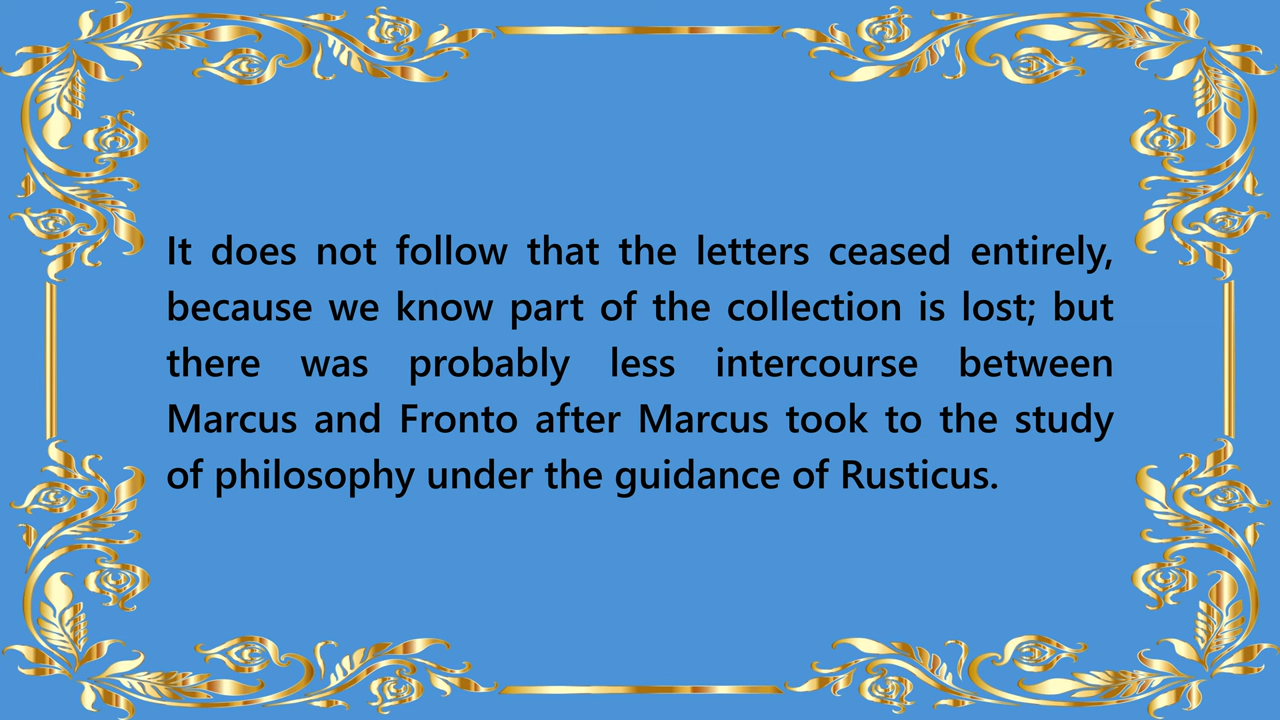 It does not follow that the letters ceased entirely,
because we know part of the collection is lost; but
there was probably less intercourse between
Marcus and Fronto after Marcus took to the study
of philosophy under the guidance of Rusticus.